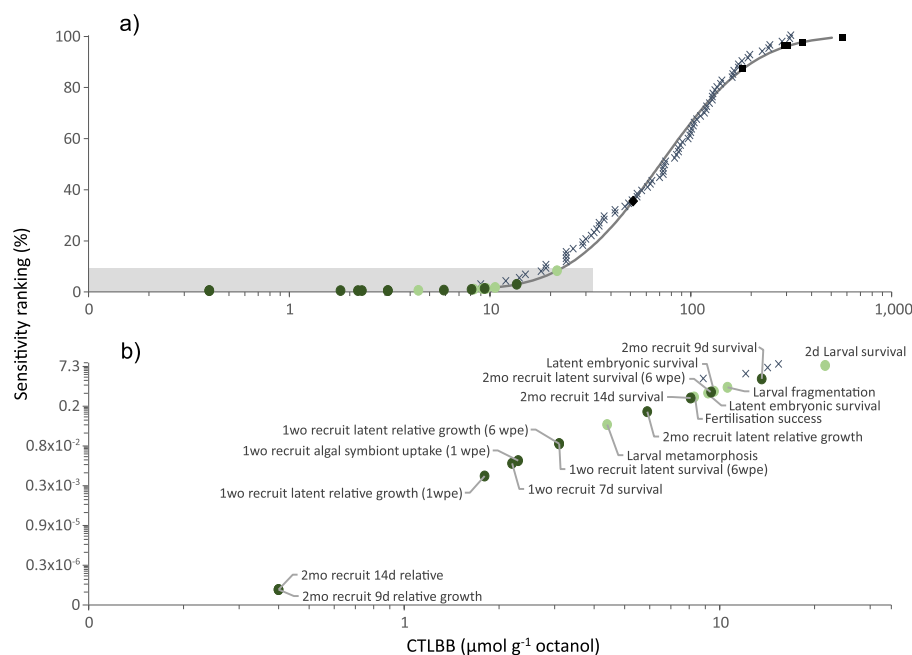 a)
100
80
60
40
20
0
0
1
10
100
1,000
Sensitivity ranking (%)
b)
7.3
0.2
0.8x10⁻²
0.3x10⁻³
0.9x10⁻⁵
0.3x10⁻⁶
0
2mo recruit 9d survival
2d Larval survival
Latent embryonic survival
2mo recruit latent survival (6 wpe)
Larval fragmentation
2mo recruit 14d survival
Latent embryonic survival
Fertilisation success
1wo recruit latent relative growth (6 wpe)
2mo recruit latent relative growth
1wo recruit algal symbiont uptake (1 wpe)
Larval metamorphosis
1wo recruit latent survival (6wpe)
1wo recruit latent relative growth (1wpe)
1wo recruit 7d survival
2mo recruit 14d relative
2mo recruit 9d relative growth
0
1
10
CTLBB (µmol g⁻¹ octanol)